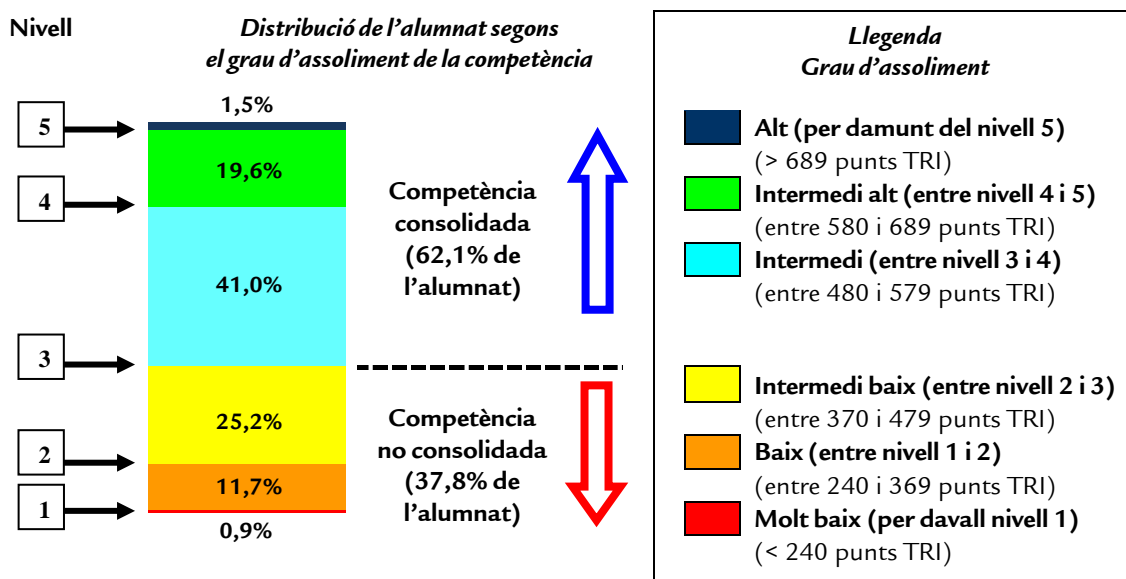 Nivell
Distribució de l'alumnat segons
el grau d'assoliment de la competència
1,5%
5
19,6%
4
41,0%
3
25,2%
2
11,7%
1
0,9%
Competència
consolidada
(62,1% de
l'alumnat)
Competència
no consolidada
(37,8% de
l'alumnat)
Llegenda
Grau d'assoliment
Alt (per damunt del nivell 5)
(> 689 punts TRI)
Intermedi alt (entre nivell 4 i 5)
(entre 580 i 689 punts TRI)
Intermedi (entre nivell 3 i 4)
(entre 480 i 579 punts TRI)
Intermedi baix (entre nivell 2 i 3)
(entre 370 i 479 punts TRI)
Baix (entre nivell 1 i 2)
(entre 240 i 369 punts TRI)
Molt baix (per davall nivell 1)
(< 240 punts TRI)